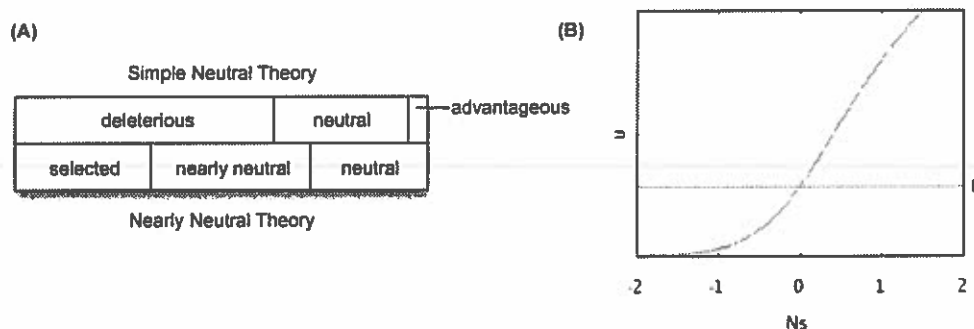 (A)
Simple Neutral Theory
deleterious neutral advantageous
selected nearly neutral neutral
Nearly Neutral Theory
(B)
u
-2 -1 0 1 2
Ns